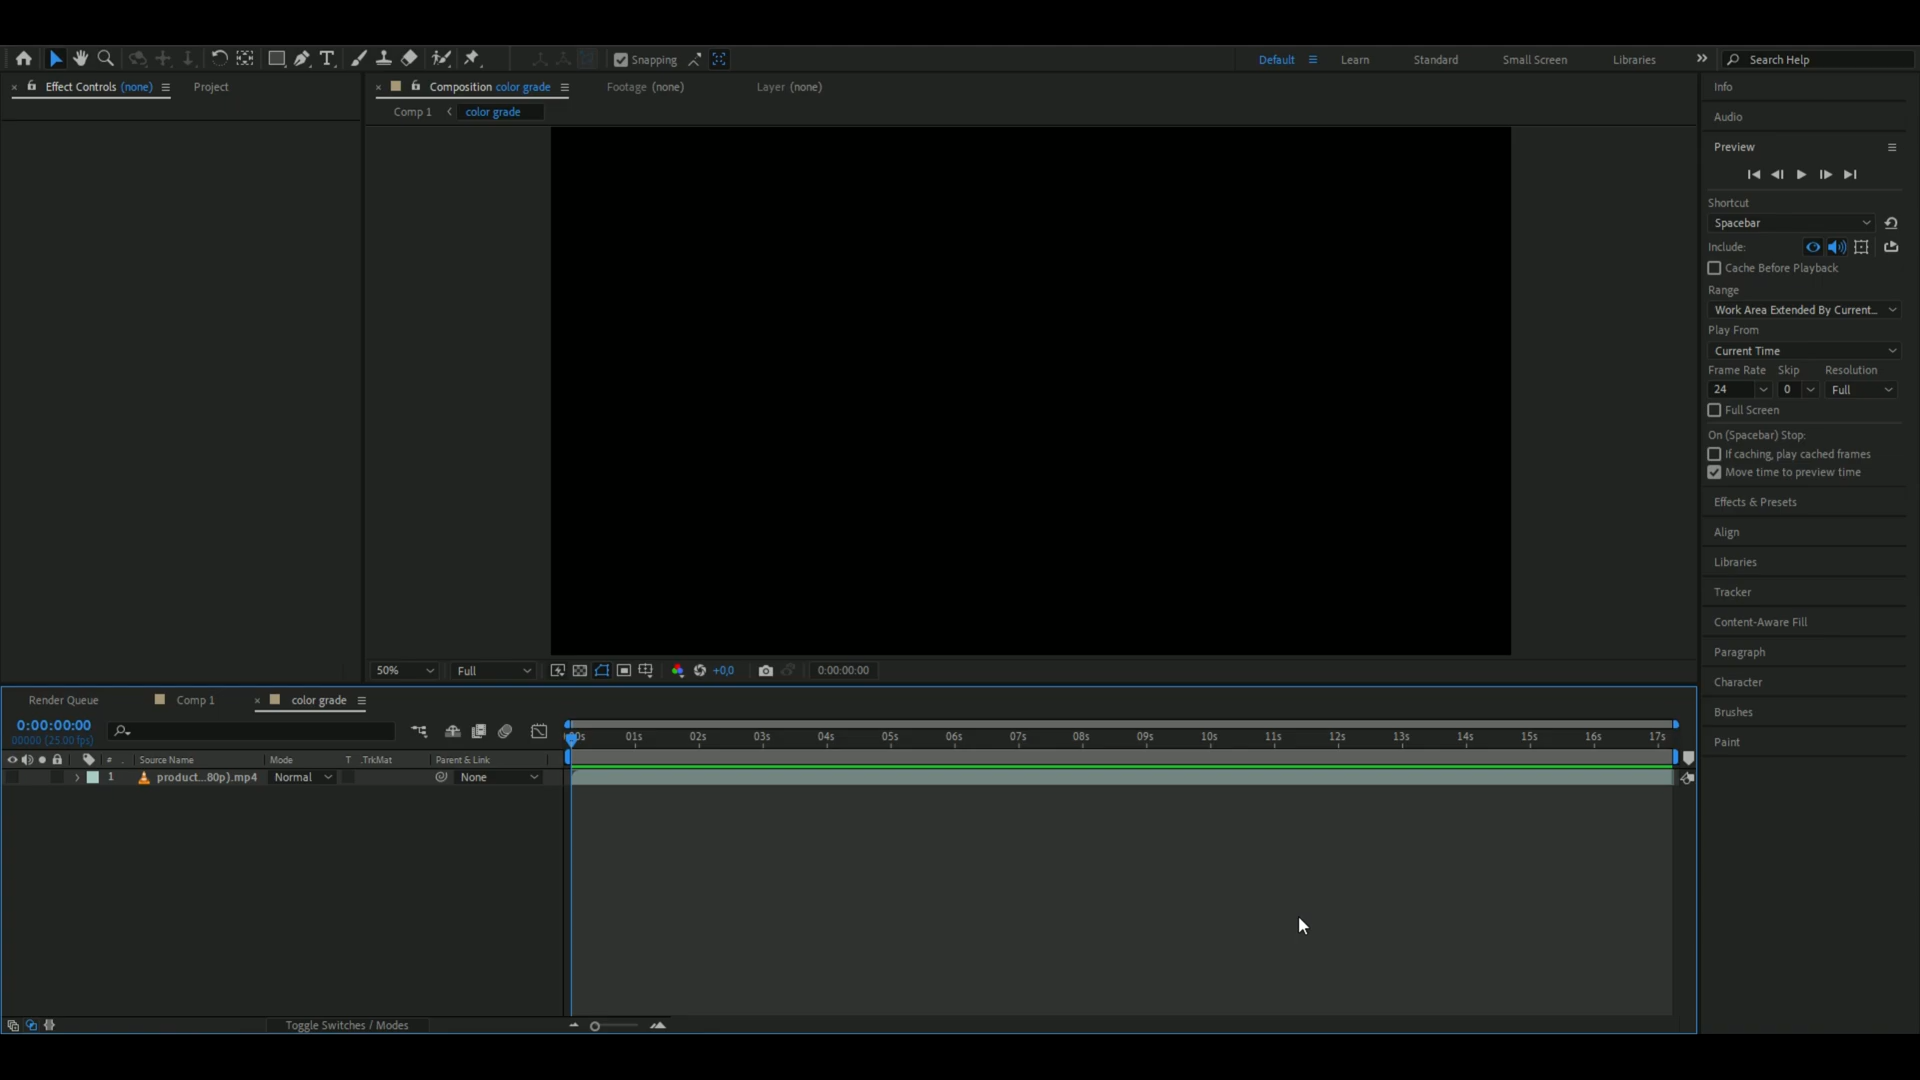 Snapping
Default
Learn
Standard
Small Screen
Libraries
Search Help
Effect Controls (none)
Project
Composition color grade
Footage (none)
Layer (none)
Comp 1
color grade
Info
Audio
Preview
Shortcut
Spacebar
Include:
Cache Before Playback
Range
Work Area Extended By Current...
Play From
Current Time
Frame Rate Skip Resolution
24 0 Full
Full Screen
On (Spacebar) Stop:
If caching, play cached frames
Move time to preview time
Effects & Presets
Align
Libraries
Tracker
Content-Aware Fill
Paragraph
Character
Brushes
Paint
50%
Full
+0,0
0:00:00:00
Render Queue
Comp 1
color grade
0:00:00:00
00000 (25.00 fps)
00s 01s 02s 03s 04s 05s 06s 07s 08s 09s 10s 11s 12s 13s 14s 15s 16s 17s
# Source Name Mode T .TrkMat Parent & Link
1 product...80p).mp4 Normal None
Toggle Switches / Modes